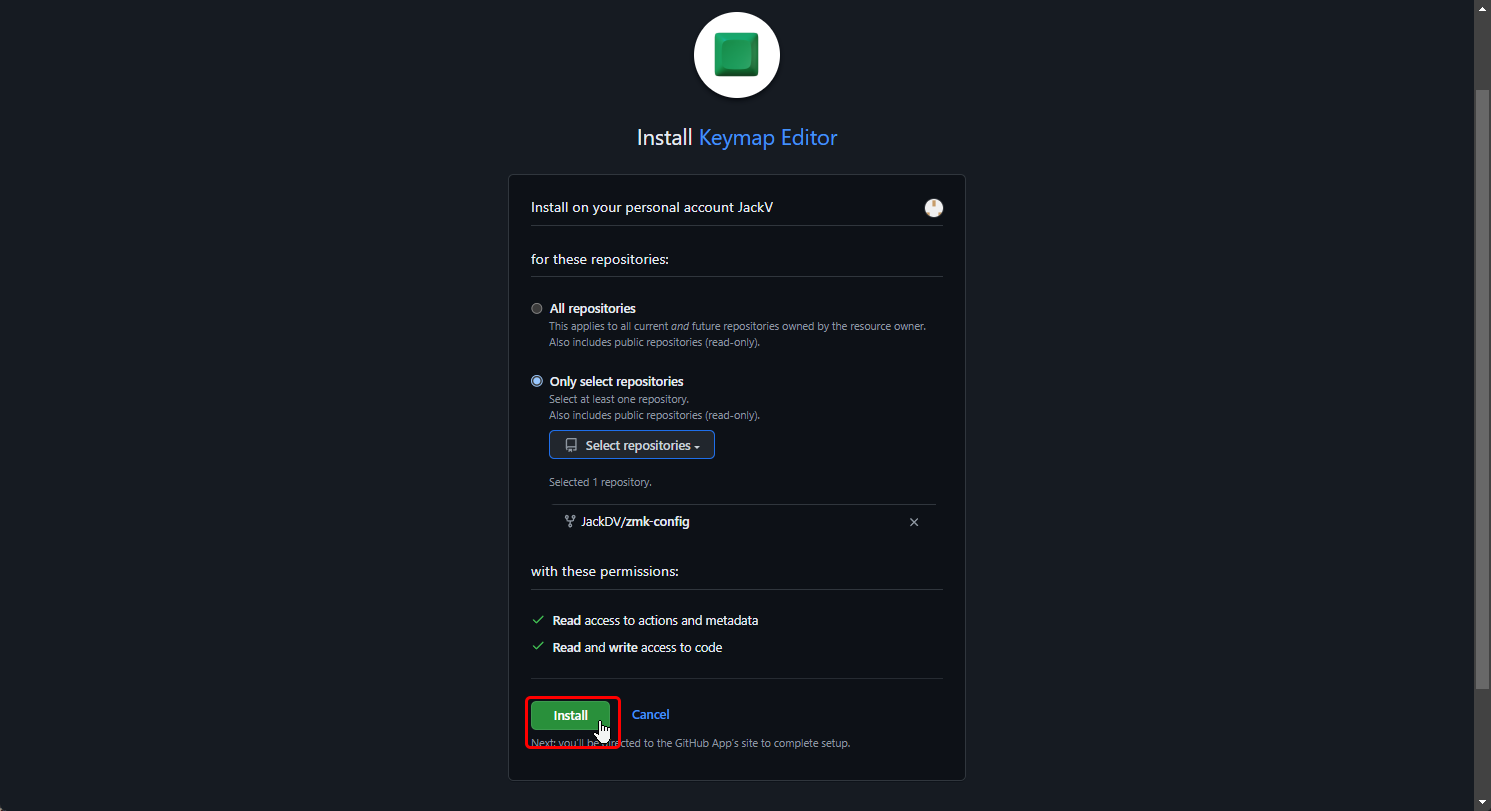 Install Keymap Editor
Install on your personal account JackV
for these repositories:
All repositories
This applies to all current and future repositories owned by the resource owner.
Also includes public repositories (read-only).
Only select repositories
Select at least one repository.
Also includes public repositories (read-only).
Select repositories
Selected 1 repository.
JackDV/zmk-config
with these permissions:
Read access to actions and metadata
Read and write access to code
Install Cancel
Next: you'll be directed to the GitHub App's site to complete setup.